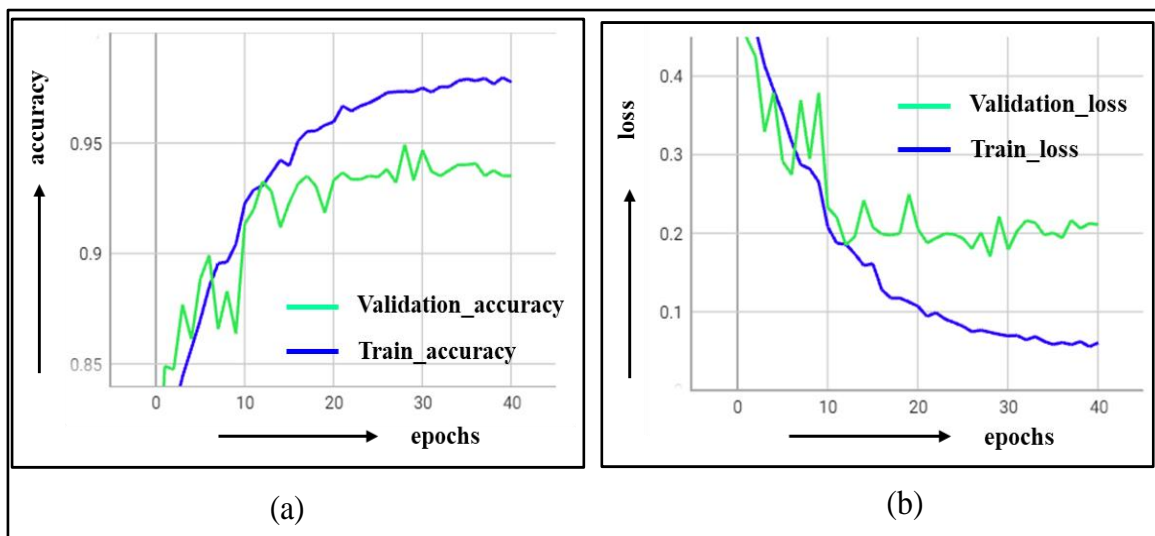 accuracy
0.95
0.9
0.85
Validation_accuracy
Train_accuracy
0
10
20
30
40
epochs
(a)
loss
0.4
0.3
0.2
0.1
Validation_loss
Train_loss
0
10
20
30
40
epochs
(b)